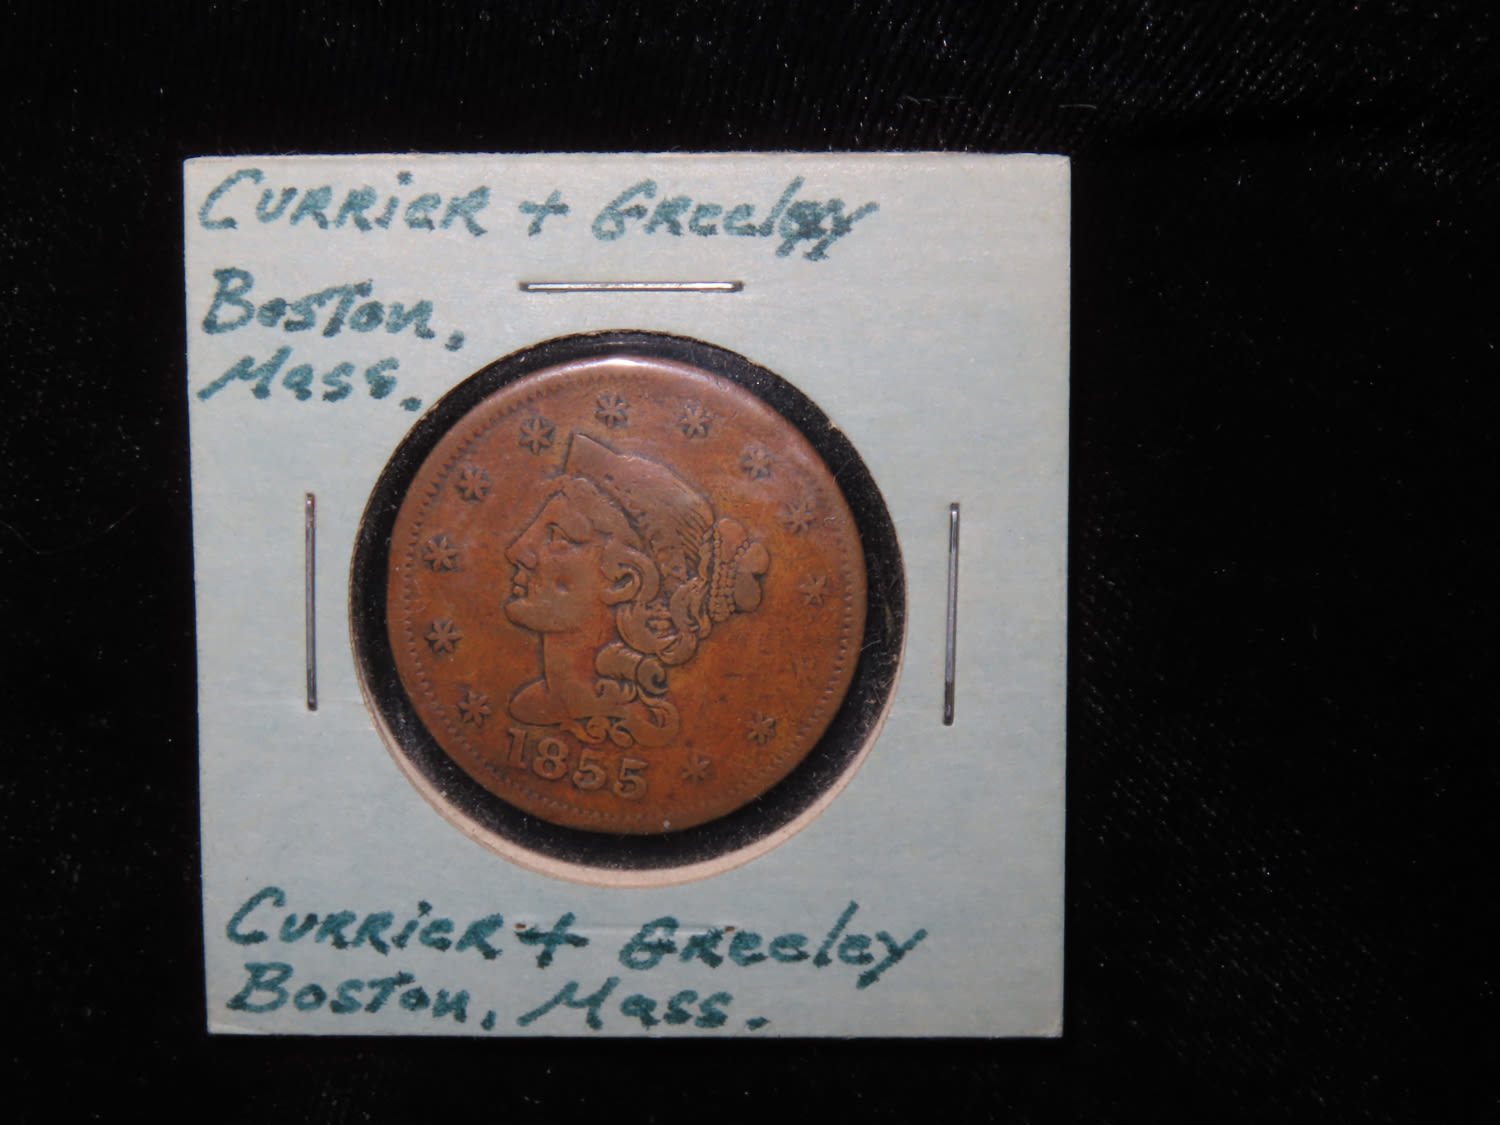 Currier + Greeley
Boston,
Mass.
1855
Currier + Greeley
Boston, Mass.